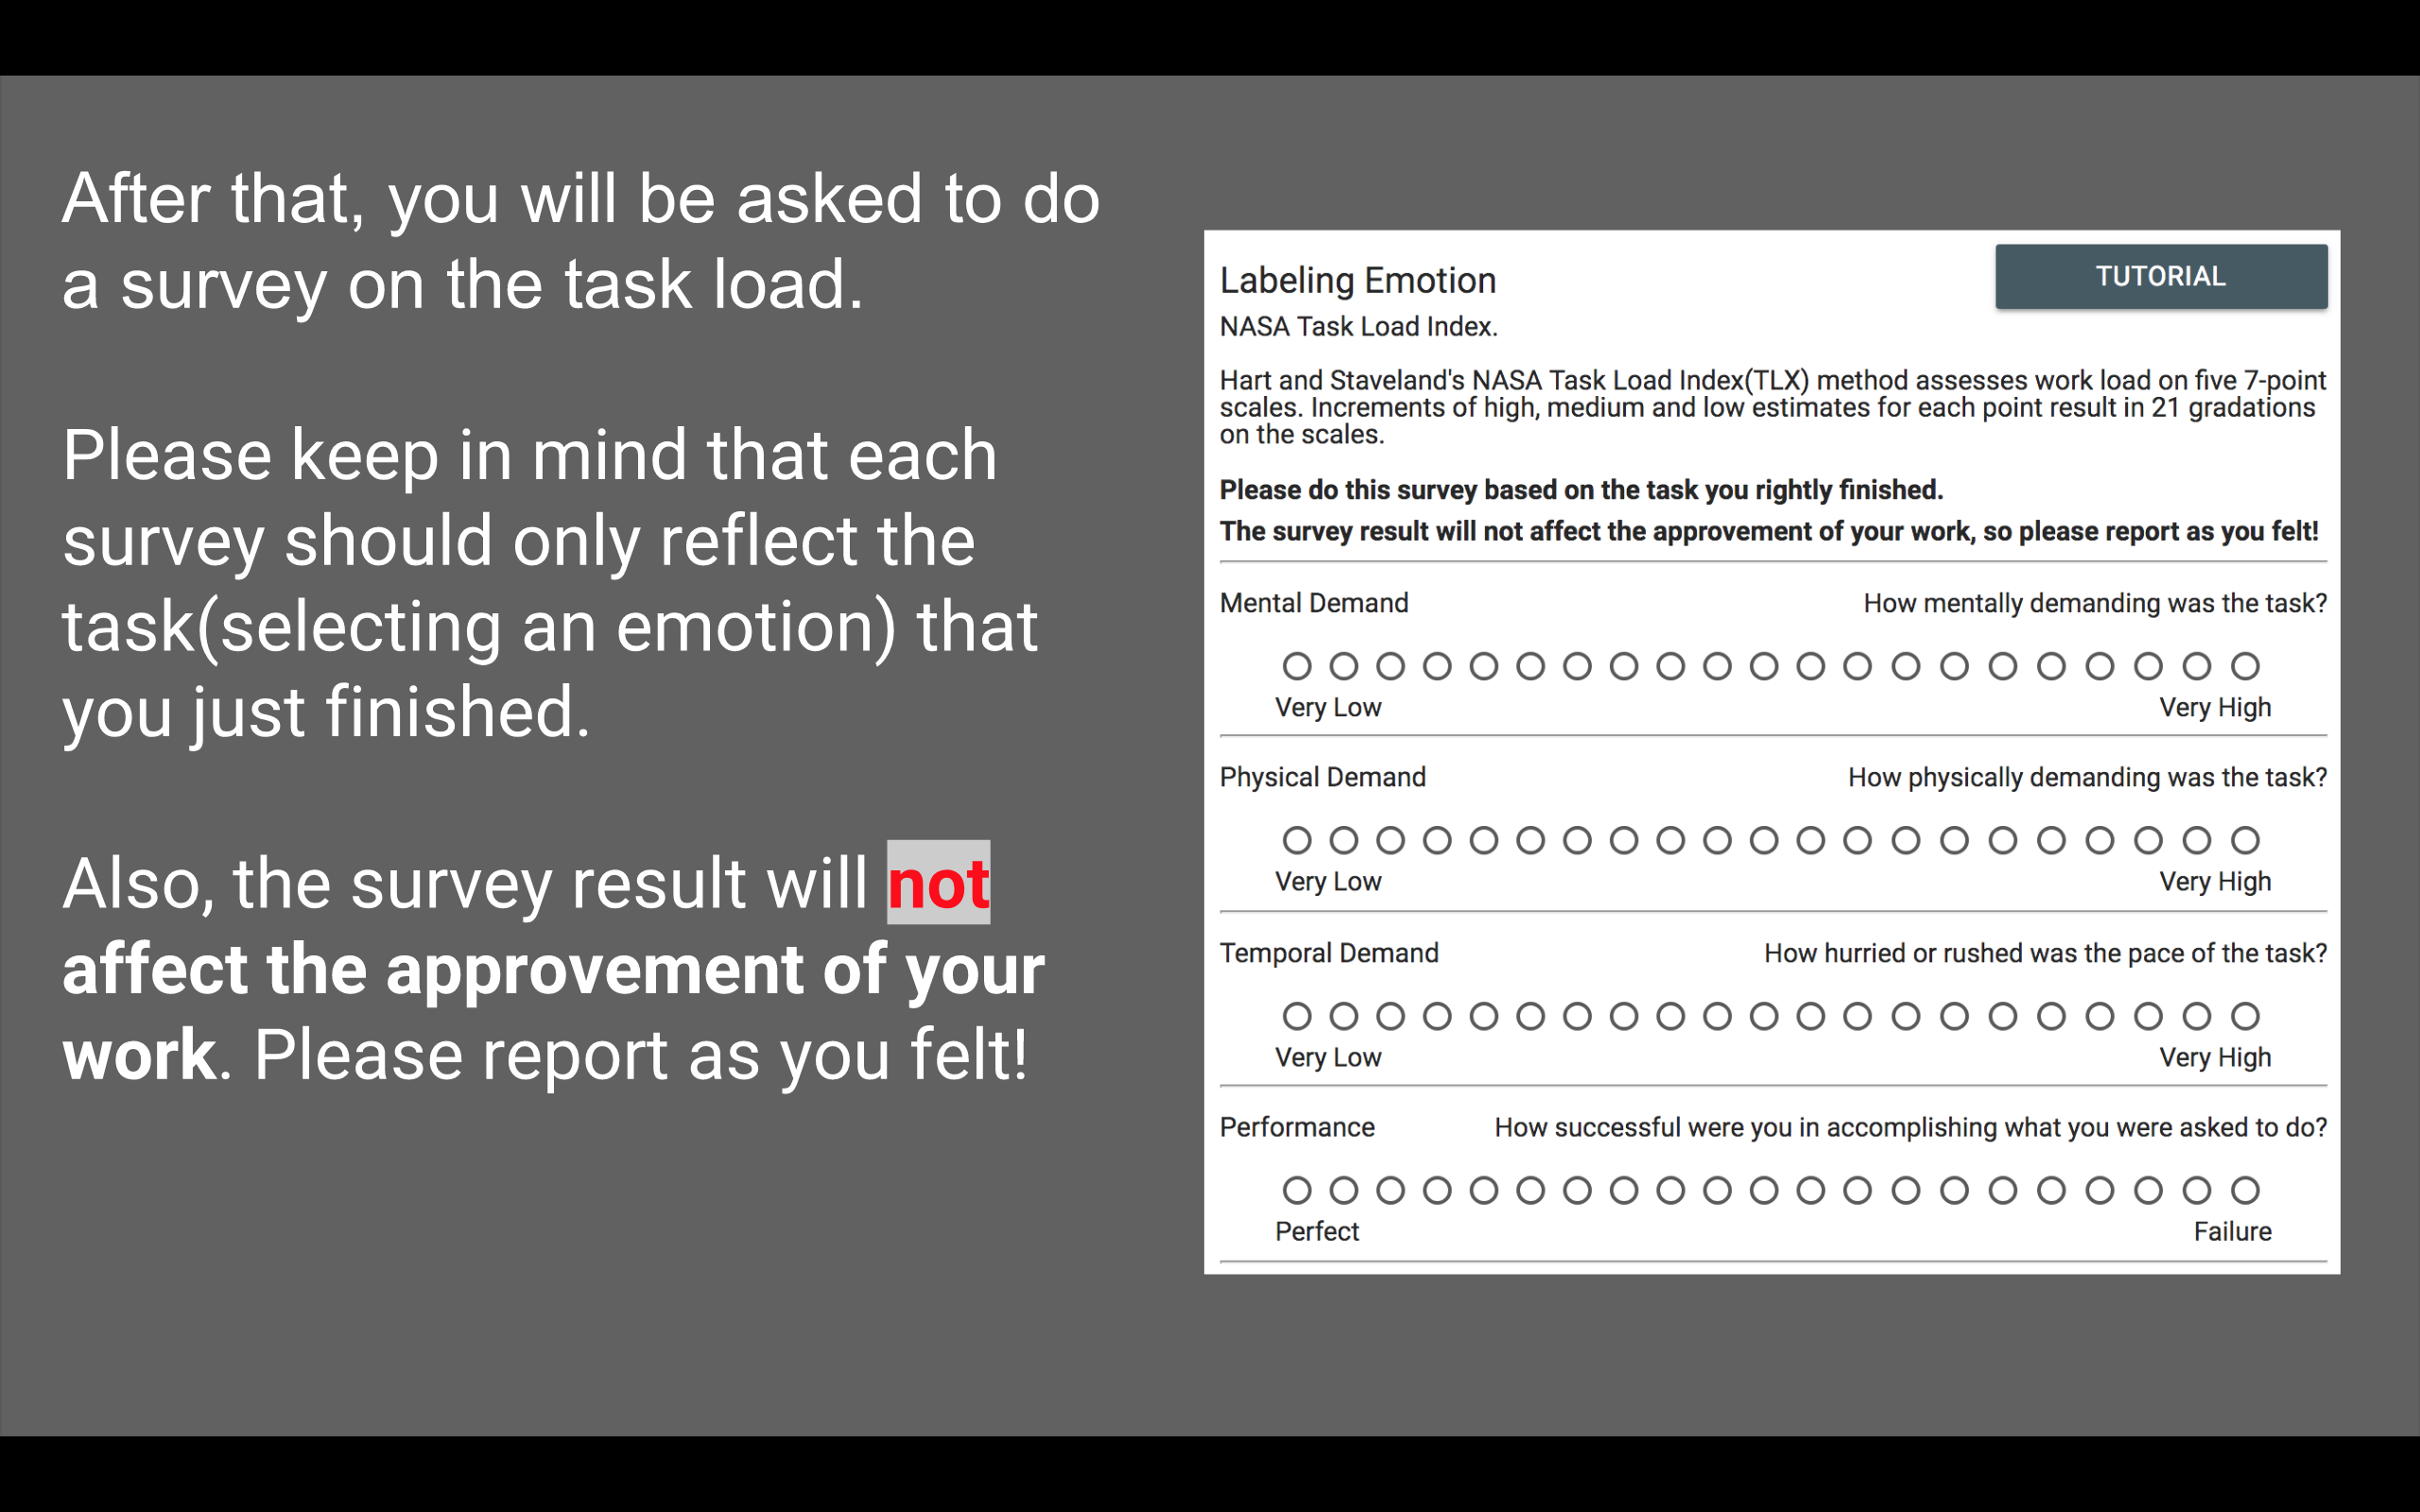 After that, you will be asked to do
a survey on the task load.
Please keep in mind that each
survey should only reflect the
task(selecting an emotion) that
you just finished.
Also, the survey result will not
affect the approvement of your
work. Please report as you felt!
Labeling Emotion
TUTORIAL
NASA Task Load Index.
Hart and Staveland's NASA Task Load Index(TLX) method assesses work load on five 7-point
scales. Increments of high, medium and low estimates for each point result in 21 gradations
on the scales.
Please do this survey based on the task you rightly finished.
The survey result will not affect the approvement of your work, so please report as you felt!
Mental Demand How mentally demanding was the task?
Very Low Very High
Physical Demand How physically demanding was the task?
Very Low Very High
Temporal Demand How hurried or rushed was the pace of the task?
Very Low Very High
Performance How successful were you in accomplishing what you were asked to do?
Perfect Failure